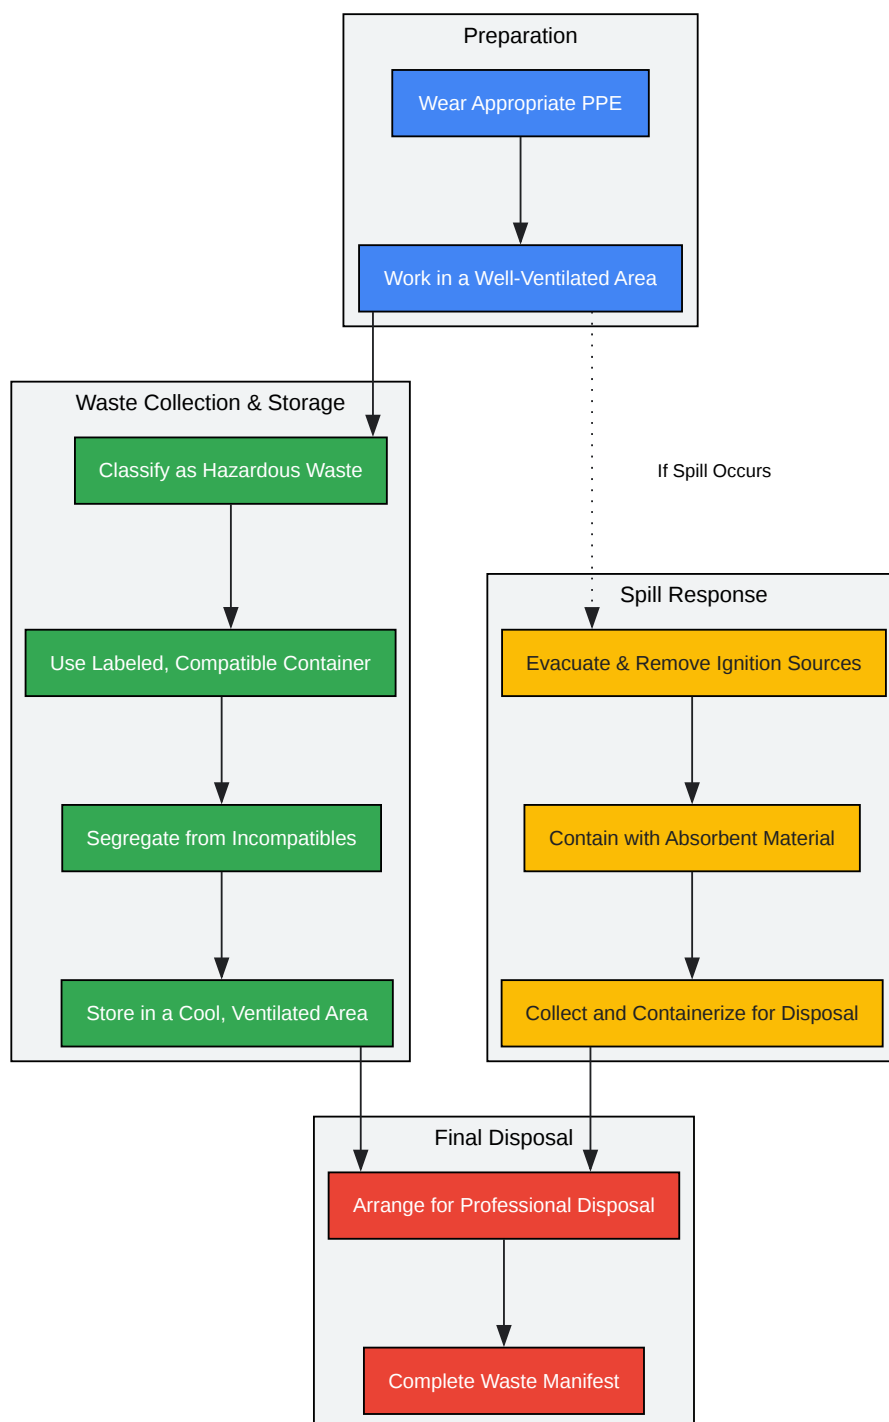 Preparation
Wear Appropriate PPE
Work in a Well-Ventilated Area
Waste Collection & Storage
Classify as Hazardous Waste
Use Labeled, Compatible Container
Segregate from Incompatibles
Store in a Cool, Ventilated Area
If Spill Occurs
Spill Response
Evacuate & Remove Ignition Sources
Contain with Absorbent Material
Collect and Containerize for Disposal
Final Disposal
Arrange for Professional Disposal
Complete Waste Manifest